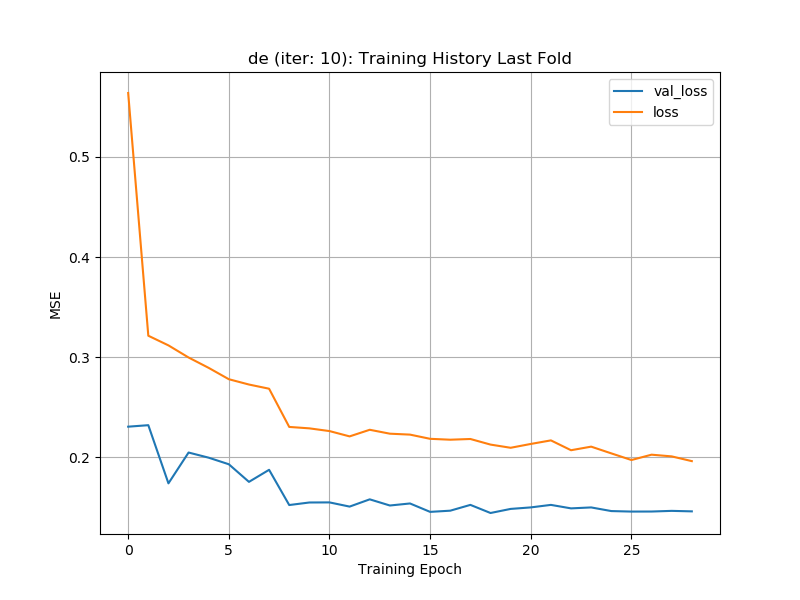 de (iter: 10): Training History Last Fold
val_loss
loss
MSE
0.5
0.4
0.3
0.2
0 5 10 15 20 25
Training Epoch